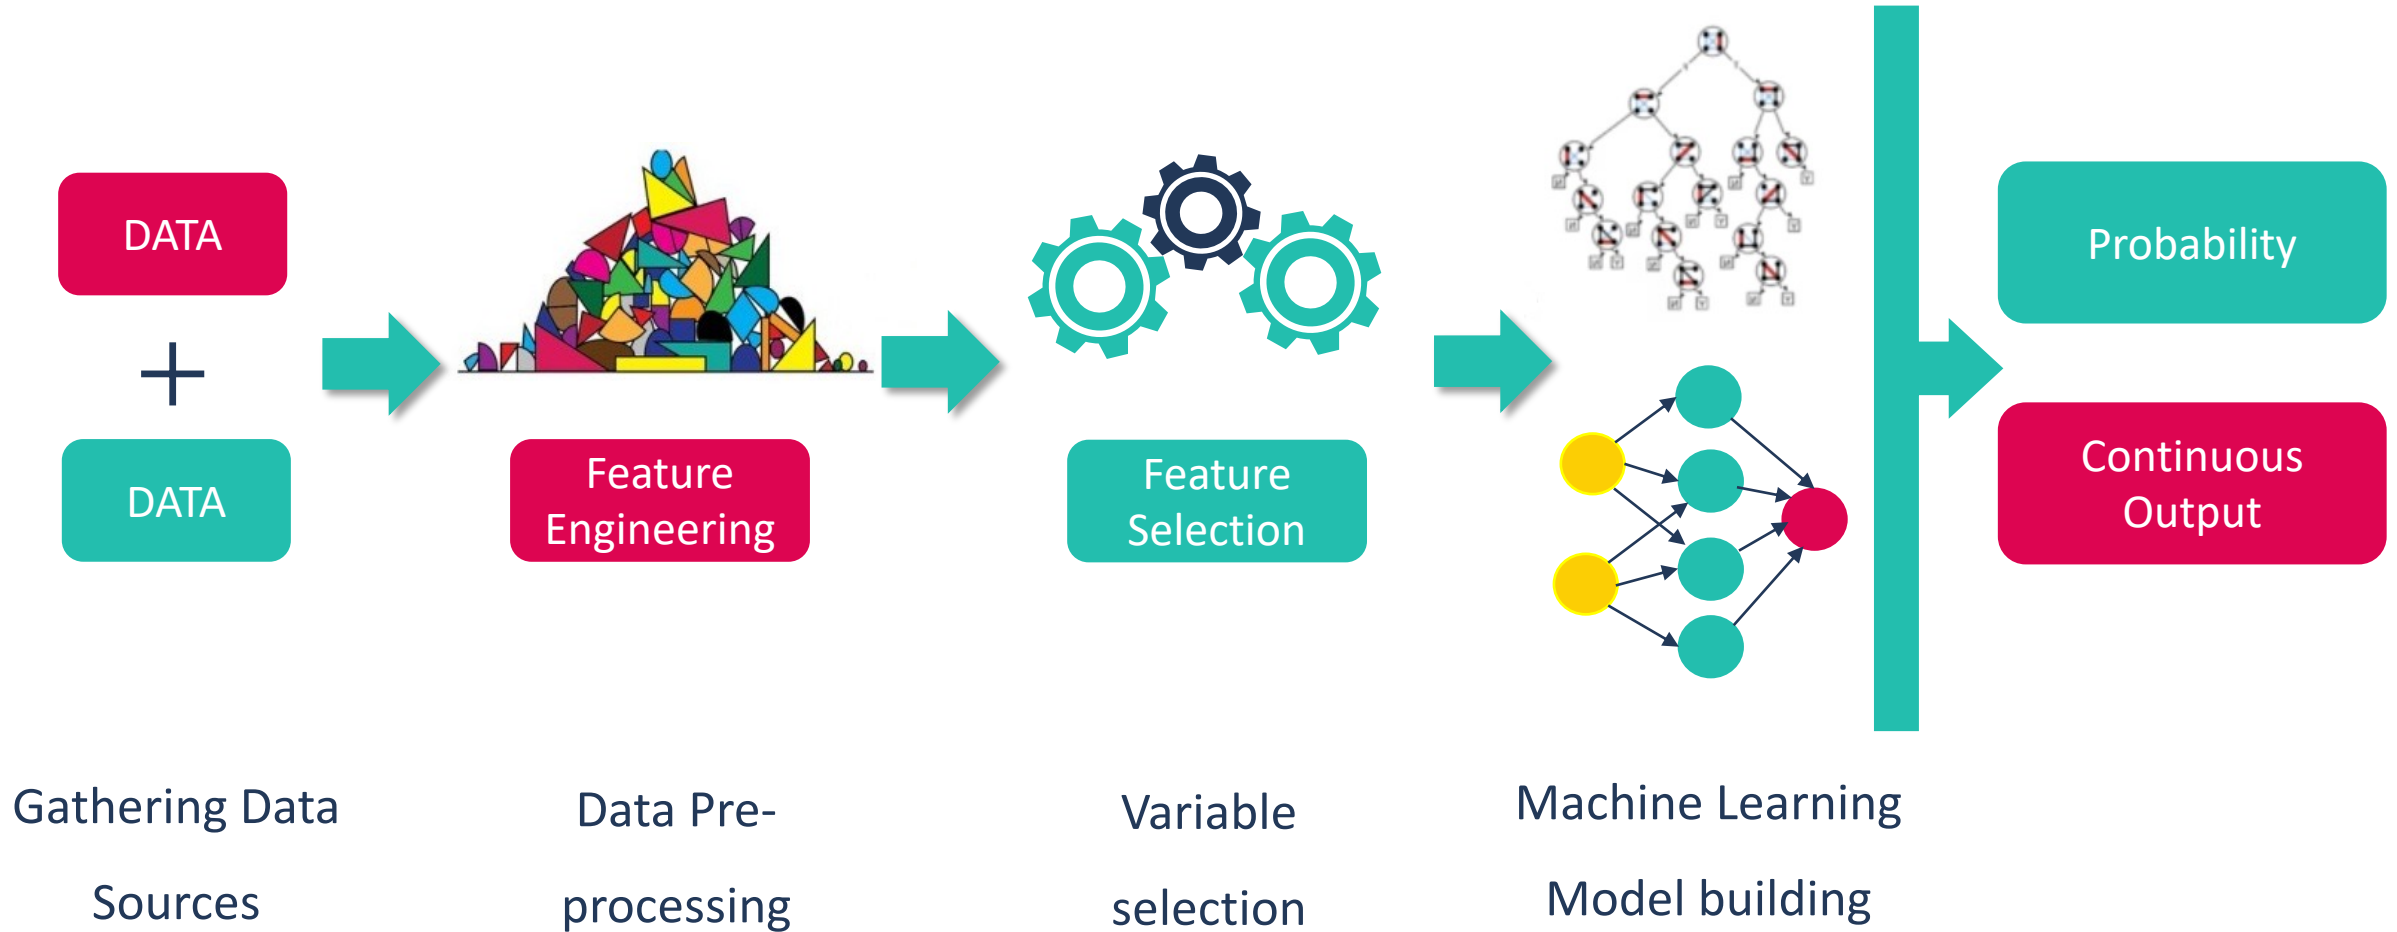 DATA
DATA
Feature
Engineering
Feature
Selection
Probability
Continuous
Output
Gathering Data
Sources
Data Pre-
processing
Variable
selection
Machine Learning
Model building